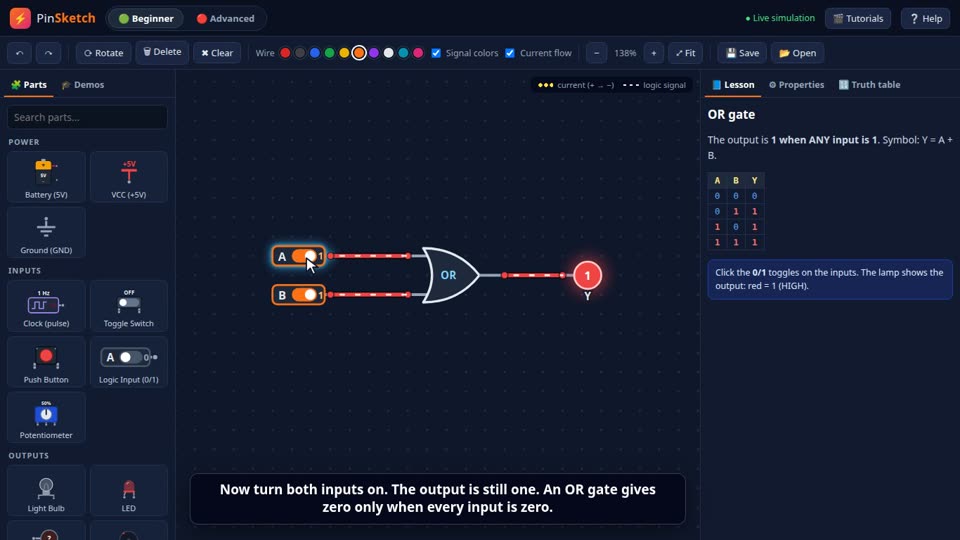 PinSketch
Beginner
Advanced
Live simulation
Tutorials
? Help
Rotate
Delete
Clear
Wire
Signal colors
Current flow
−
138%
+
Fit
Save
Open
Parts
Demos
current (+ → −)
logic signal
Lesson
Properties
Truth table
Search parts...
POWER
5V
Battery (5V)
+5V
VCC (+5V)
Ground (GND)
INPUTS
1 Hz
Clock (pulse)
OFF
Toggle Switch
Push Button
A 0
Logic Input (0/1)
50%
Potentiometer
OUTPUTS
Light Bulb
LED
?
A 1
B 1
OR
1
Y
OR gate
The output is 1 when ANY input is 1. Symbol: Y = A +
B.
A B Y
0 0 0
0 1 1
1 0 1
1 1 1
Click the 0/1 toggles on the inputs. The lamp shows the
output: red = 1 (HIGH).
Now turn both inputs on. The output is still one. An OR gate gives
zero only when every input is zero.